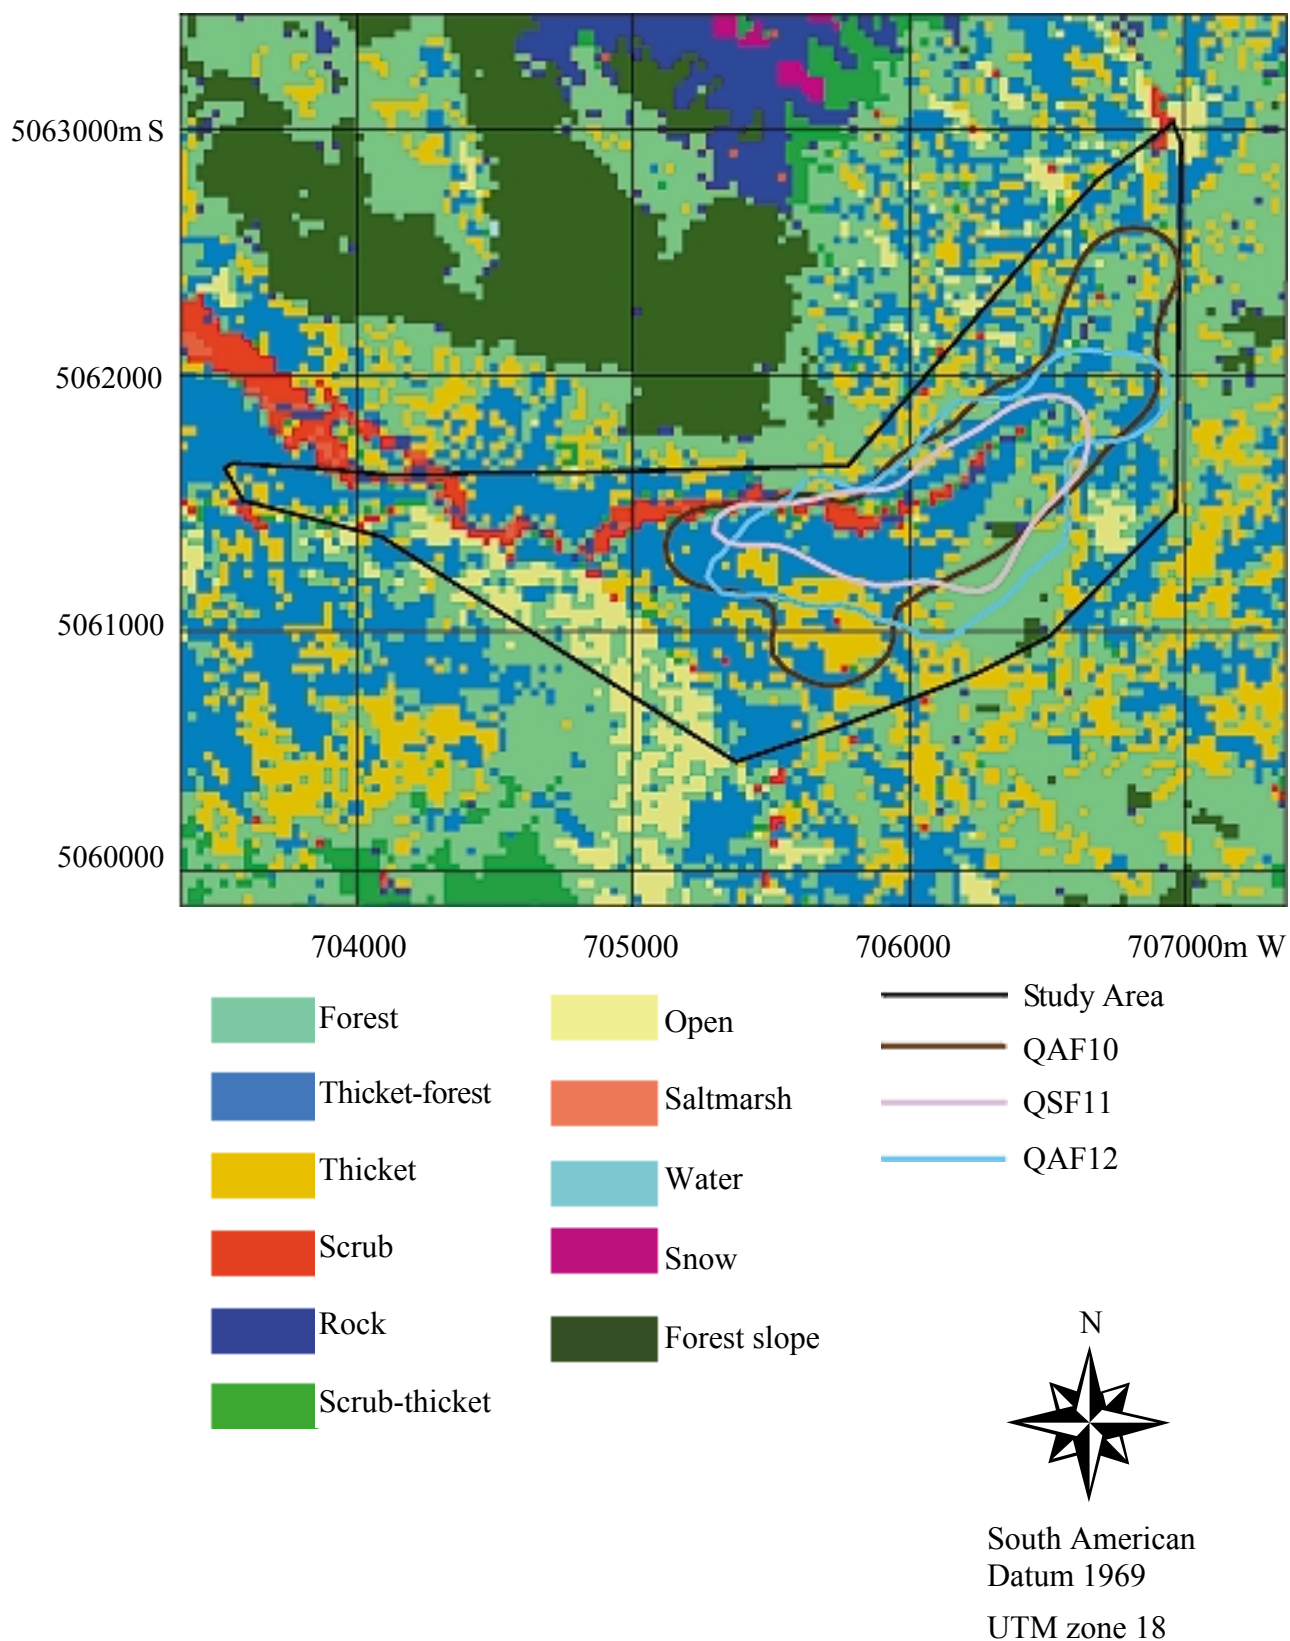 5063000m S
5062000
5061000
5060000
704000 705000 706000 707000m W
Forest
Thicket-forest
Thicket
Scrub
Rock
Scrub-thicket
Open
Saltmarsh
Water
Snow
Forest slope
Study Area
QAF10
QSF11
QAF12
N
South American
Datum 1969
UTM zone 18